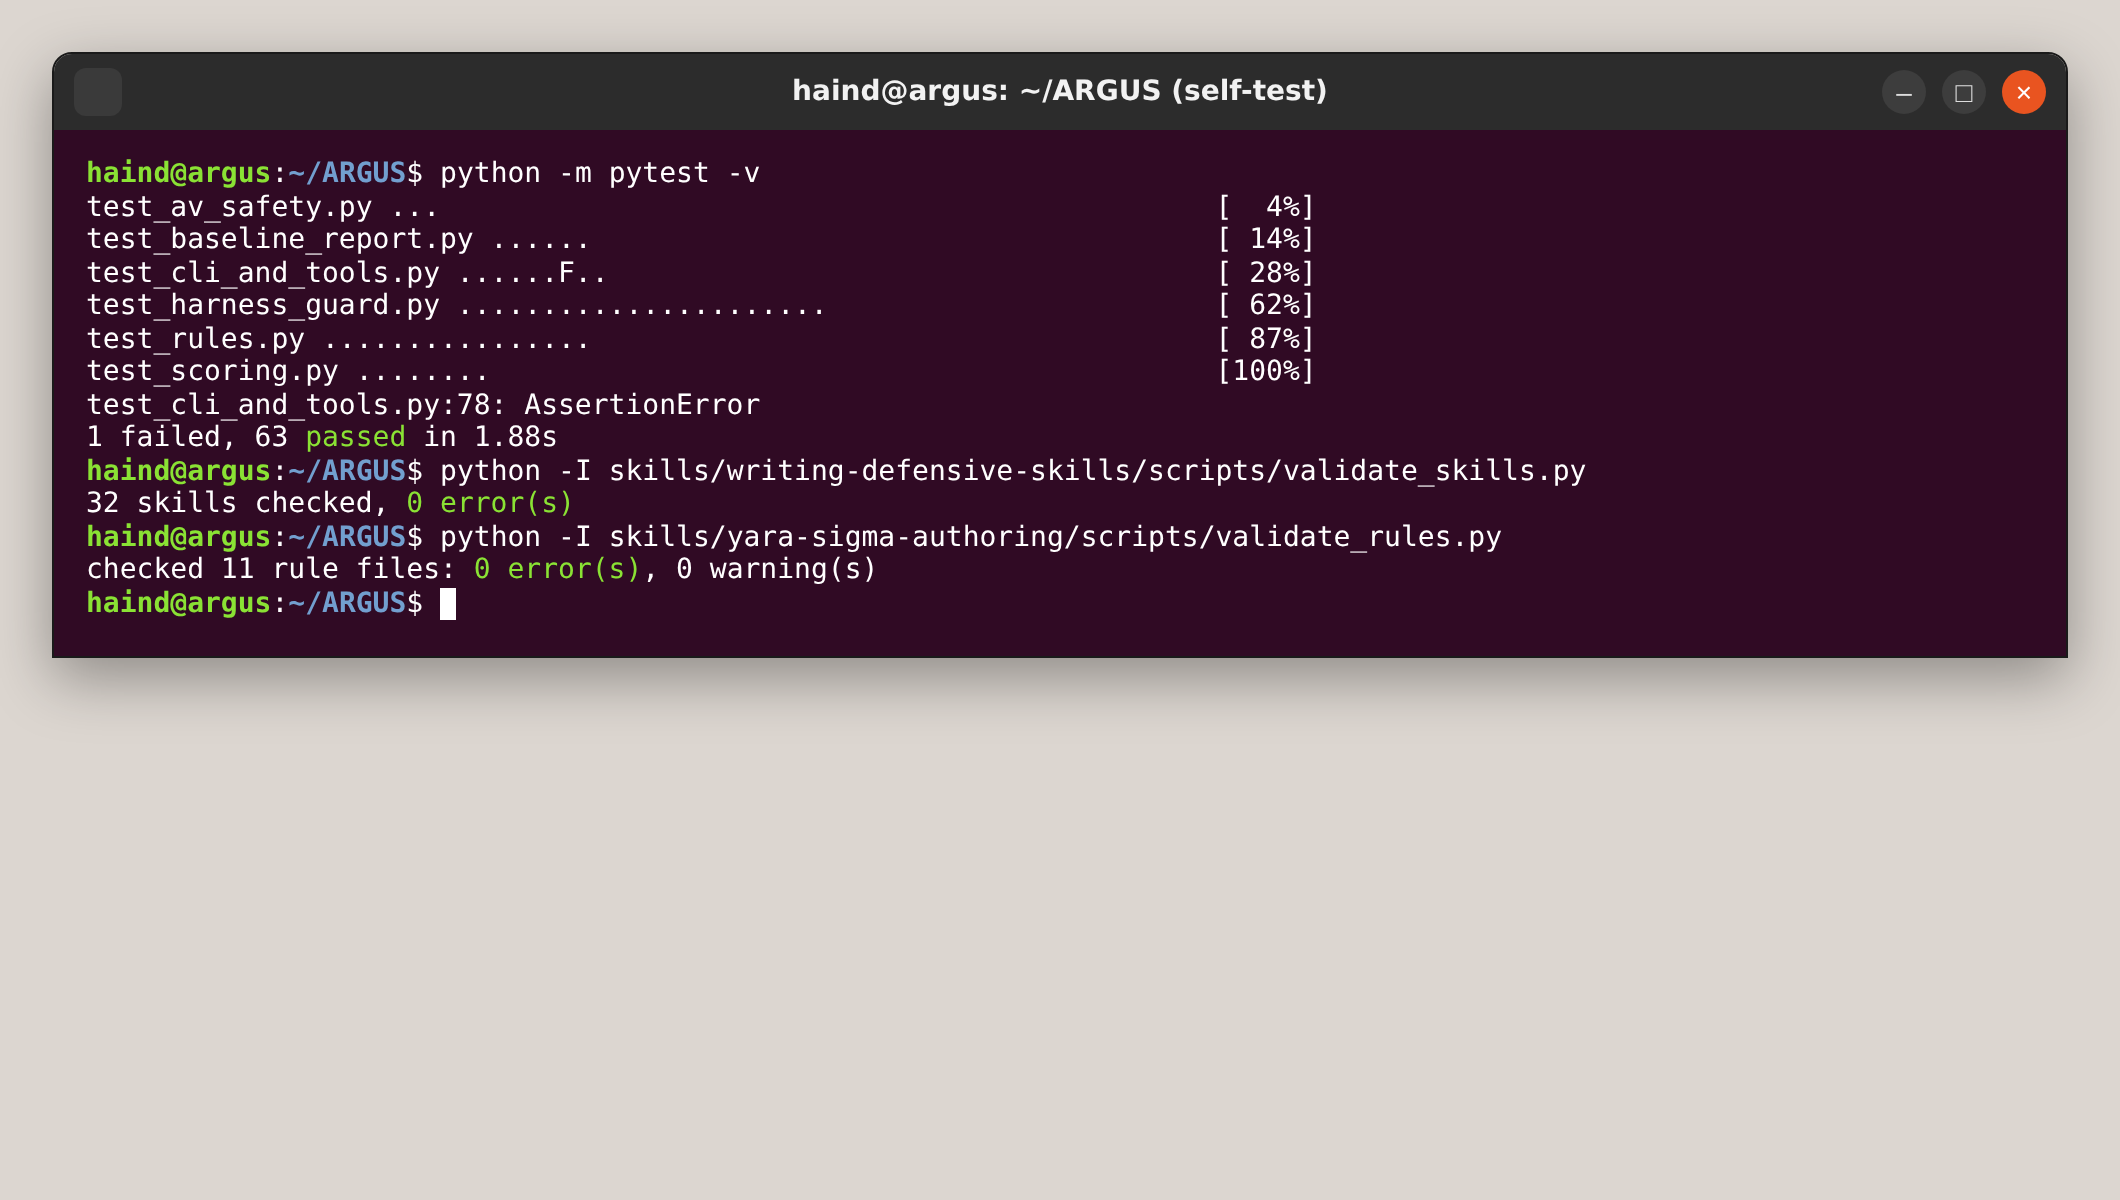 haind@argus: ~/ARGUS (self-test)
haind@argus:~/ARGUS$ python -m pytest -v
test_av_safety.py ...                                              [  4%]
test_baseline_report.py ......                                     [ 14%]
test_cli_and_tools.py ......F..                                    [ 28%]
test_harness_guard.py ......................                       [ 62%]
test_rules.py ................                                     [ 87%]
test_scoring.py ........                                           [100%]
test_cli_and_tools.py:78: AssertionError
1 failed, 63 passed in 1.88s
haind@argus:~/ARGUS$ python -I skills/writing-defensive-skills/scripts/validate_skills.py
32 skills checked, 0 error(s)
haind@argus:~/ARGUS$ python -I skills/yara-sigma-authoring/scripts/validate_rules.py
checked 11 rule files: 0 error(s), 0 warning(s)
haind@argus:~/ARGUS$